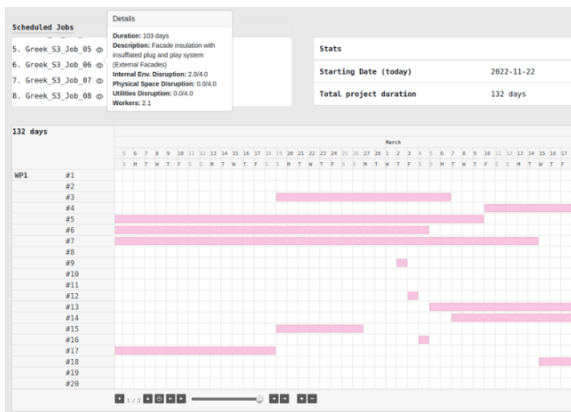 Scheduled Jobs
5. Greek_S3_Job_05
6. Greek_S3_Job_06
7. Greek_S3_Job_07
8. Greek_S3_Job_08
Details
Duration: 103 days
Description: Facade insulation with
insufflated plug and play system
(External Facades)
Internal Env. Disruption: 2.0/4.0
Physical Space Disruption: 0.0/4.0
Utilities Disruption: 0.0/4.0
Workers: 2.1
Stats
Starting Date (today) 2022-11-22
Total project duration 132 days
132 days
March
5 6 7 8 9 10 11 12 13 14 15 16 17 18 19 20 21 22 23 24 25 26 27 28 1 2 3 4 5 6 7 8 9 10 11 12 13 14 15 16 17
S M T W T F S S M T W T F S S M T W T F S S M T W T F S S M T W T F S S M T W T F
WP1 #1
#2
#3
#4
#5
#6
#7
#8
#9
#10
#11
#12
#13
#14
#15
#16
#17
#18
#19
#20